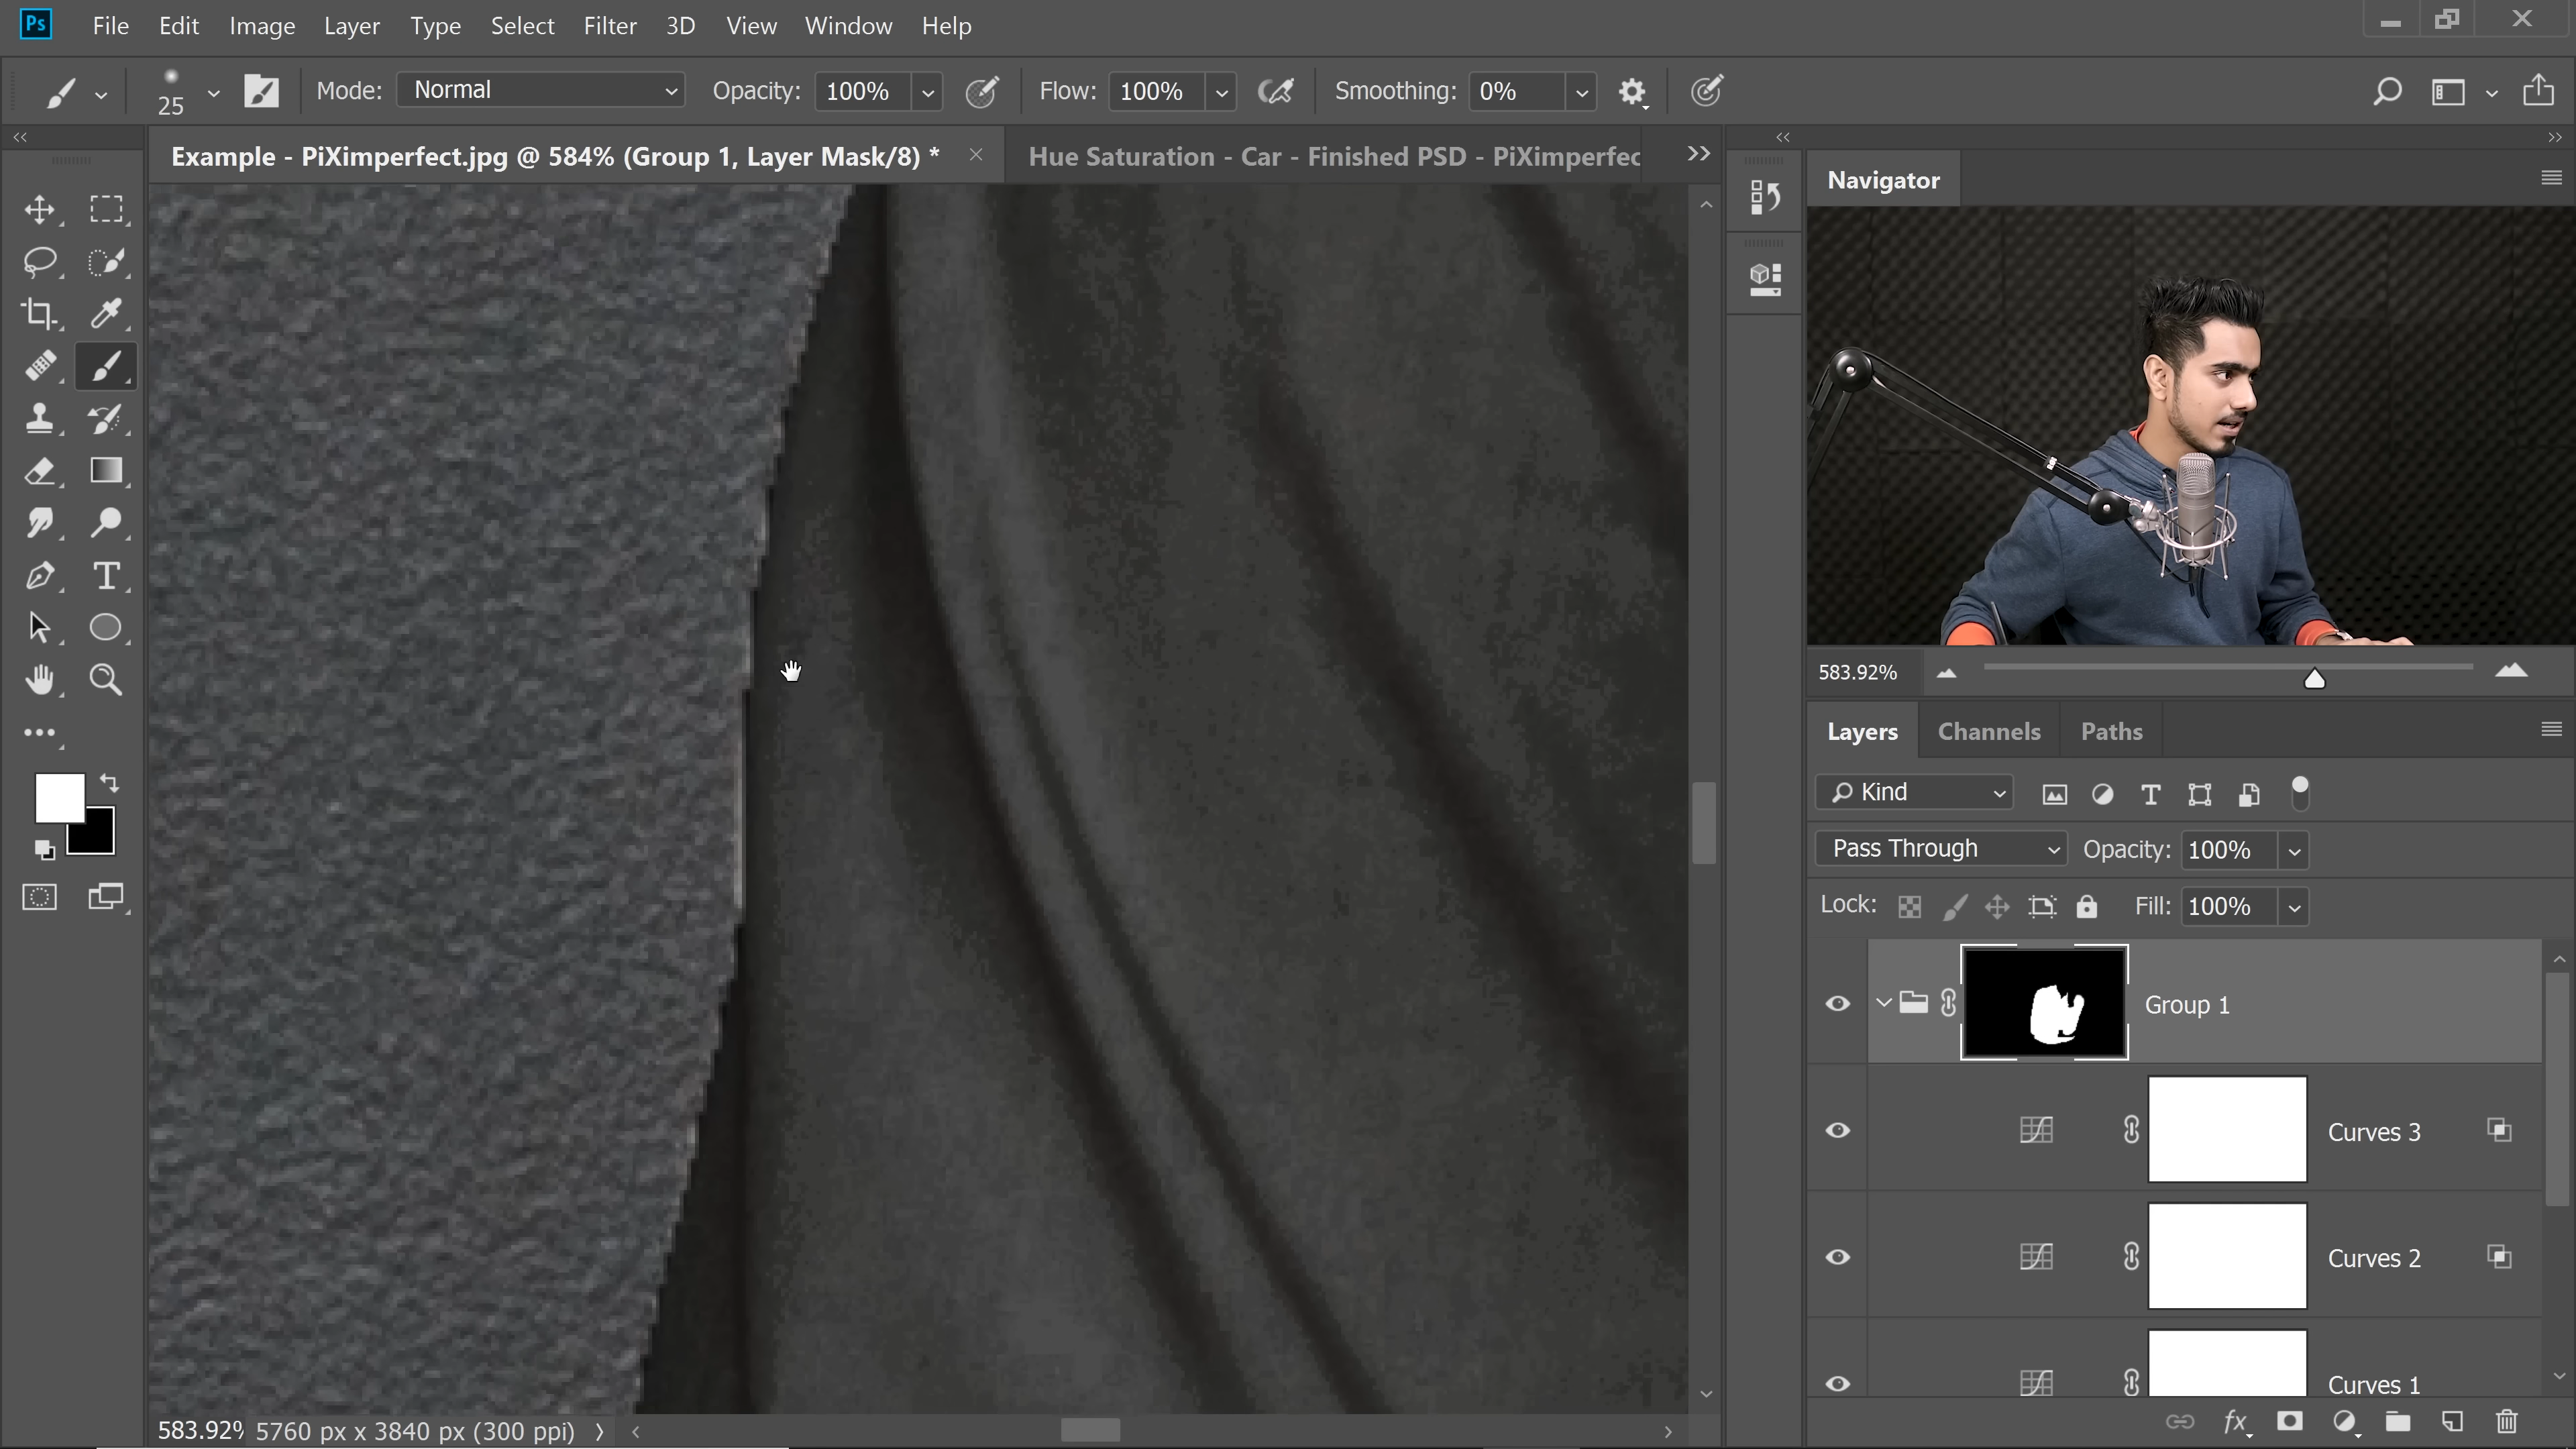 Ps File Edit Image Layer Type Select Filter 3D View Window Help
25 Mode: Normal Opacity: 100% Flow: 100% Smoothing: 0%
Example - PiXimperfect.jpg @ 584% (Group 1, Layer Mask/8) * Hue Saturation - Car - Finished PSD - PiXimperfec
Navigator
583.92%
Layers Channels Paths
Kind
Pass Through Opacity: 100%
Lock: Fill: 100%
Group 1
Curves 3
Curves 2
Curves 1
fx
583.92% 5760 px x 3840 px (300 ppi)